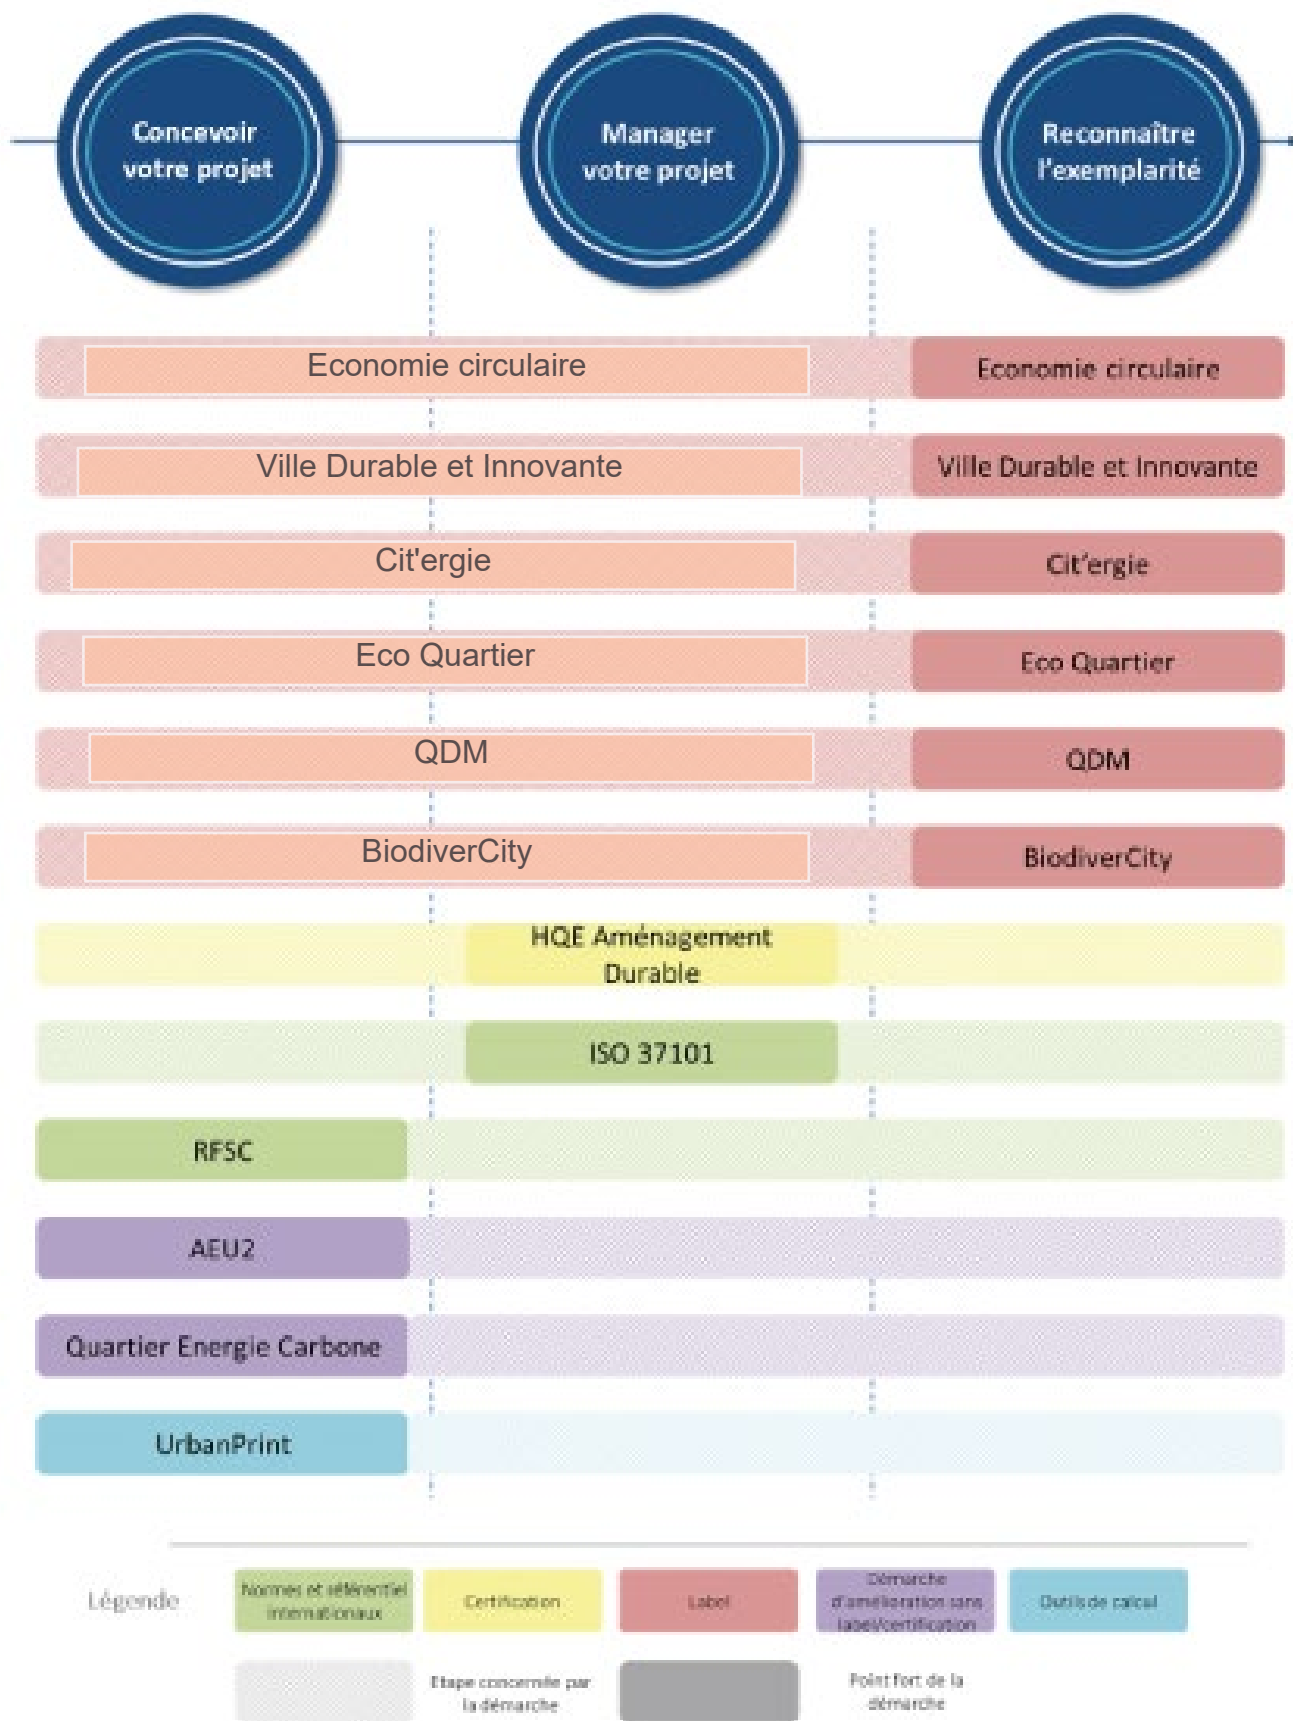 Concevoir
votre projet
Manager
votre projet
Reconnaître
l'exemplarité
Economie circulaire
Economie circulaire
Ville Durable et Innovante
Ville Durable et Innovante
Cit'ergie
Cit'ergie
Eco Quartier
Eco Quartier
QDM
QDM
BiodiverCity
BiodiverCity
HQE Aménagement
Durable
ISO 37101
RFSC
AEU2
Quartier Energie Carbone
UrbanPrint
Légende
Normes et référentiel
internationaux
Certification
Label
Démarche
d'amélioration sans
label/certification
Outils de calcul
Etape concernée par
la démarche
Point fort de la
démarche